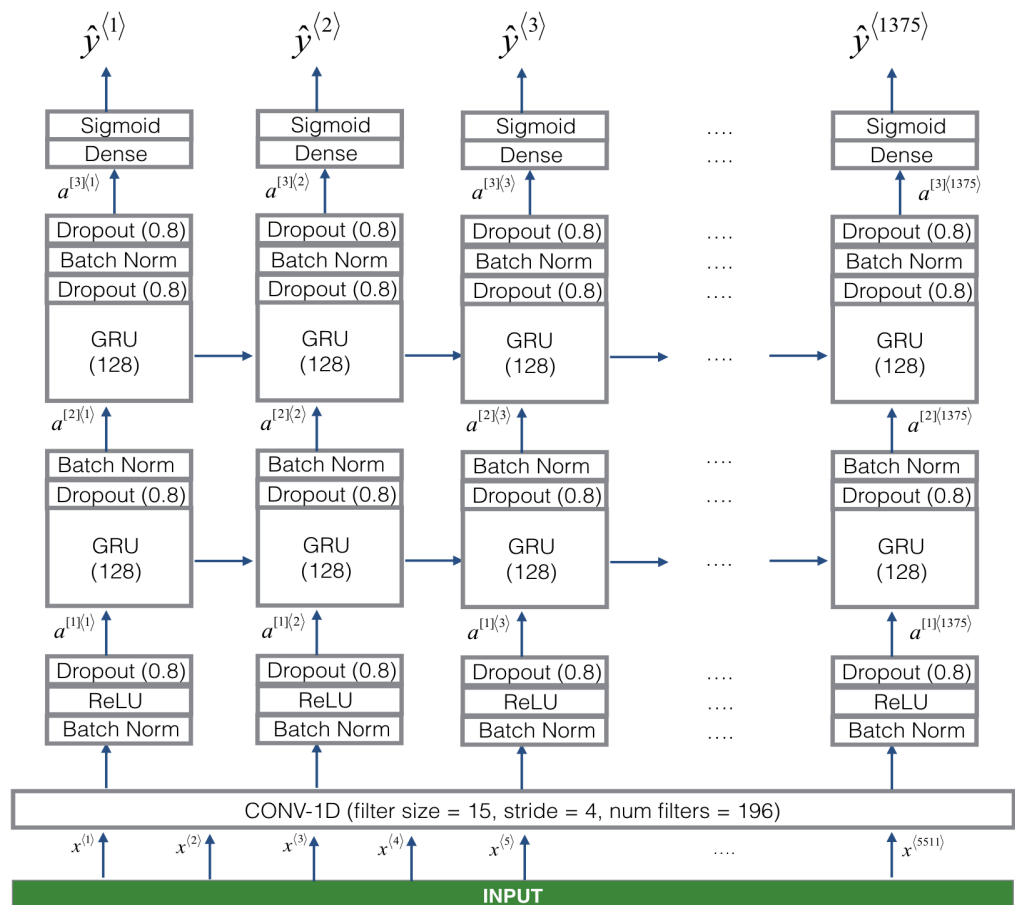 ŷ⟨1⟩ ŷ⟨2⟩ ŷ⟨3⟩ ŷ⟨1375⟩
Sigmoid Sigmoid Sigmoid .... Sigmoid
Dense Dense Dense .... Dense
a[3]⟨1⟩ a[3]⟨2⟩ a[3]⟨3⟩ a[3]⟨1375⟩
Dropout (0.8) Dropout (0.8) Dropout (0.8) .... Dropout (0.8)
Batch Norm Batch Norm Batch Norm .... Batch Norm
Dropout (0.8) Dropout (0.8) Dropout (0.8) .... Dropout (0.8)
GRU GRU GRU GRU
(128) (128) (128) .... (128)
a[2]⟨1⟩ a[2]⟨2⟩ a[2]⟨3⟩ a[2]⟨1375⟩
Batch Norm Batch Norm Batch Norm .... Batch Norm
Dropout (0.8) Dropout (0.8) Dropout (0.8) .... Dropout (0.8)
GRU GRU GRU GRU
(128) (128) (128) .... (128)
a[1]⟨1⟩ a[1]⟨2⟩ a[1]⟨3⟩ a[1]⟨1375⟩
Dropout (0.8) Dropout (0.8) Dropout (0.8) .... Dropout (0.8)
ReLU ReLU ReLU .... ReLU
Batch Norm Batch Norm Batch Norm .... Batch Norm
CONV-1D (filter size = 15, stride = 4, num filters = 196)
x⟨1⟩ x⟨2⟩ x⟨3⟩ x⟨4⟩ x⟨5⟩ .... x⟨5511⟩
INPUT